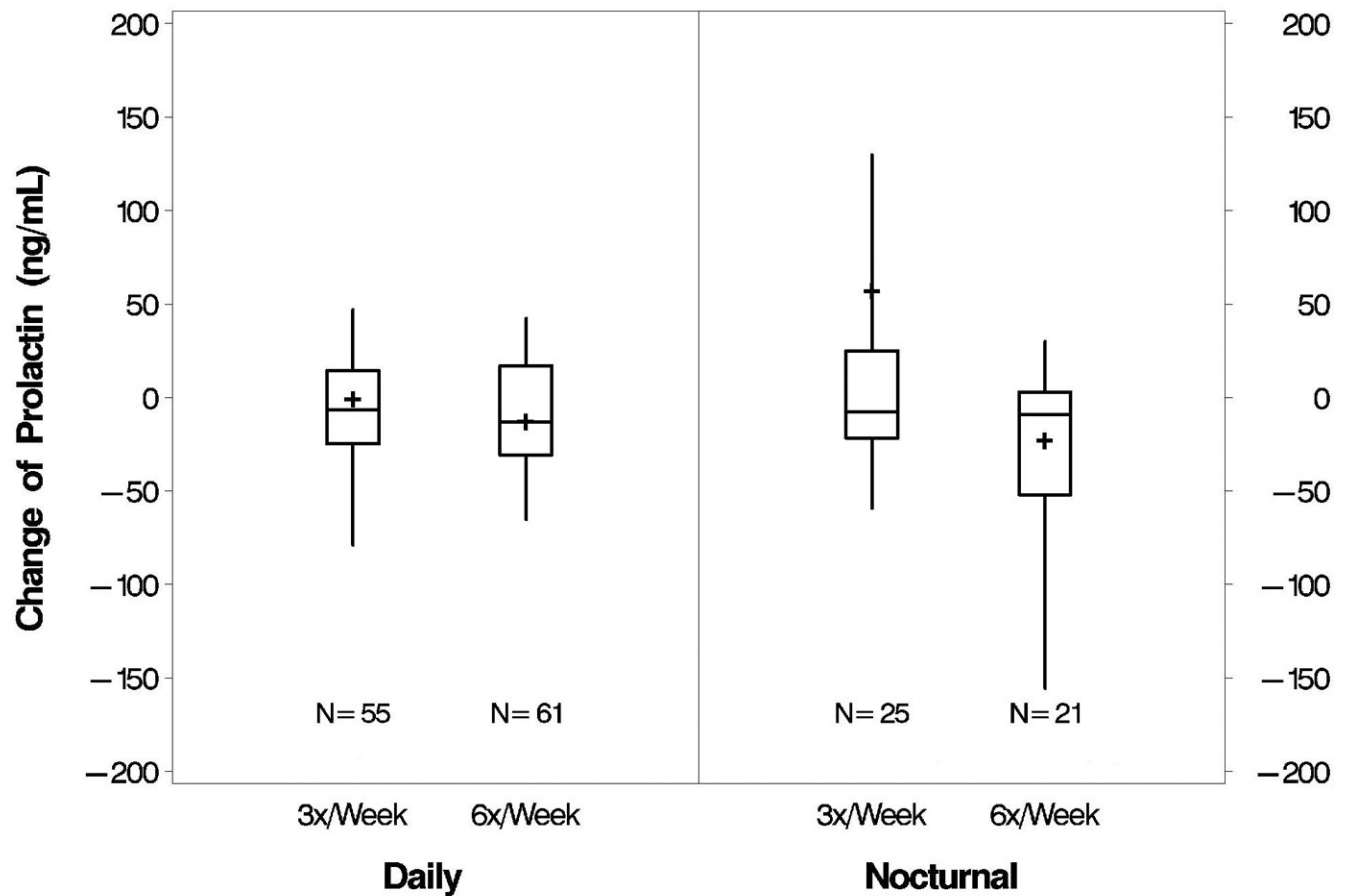 Change of Prolactin (ng/mL)
200
150
100
50
0
−50
−100
−150
−200
200
150
100
50
0
−50
−100
−150
−200
N= 55
N= 61
N= 25
N= 21
3x/Week
6x/Week
3x/Week
6x/Week
Daily
Nocturnal